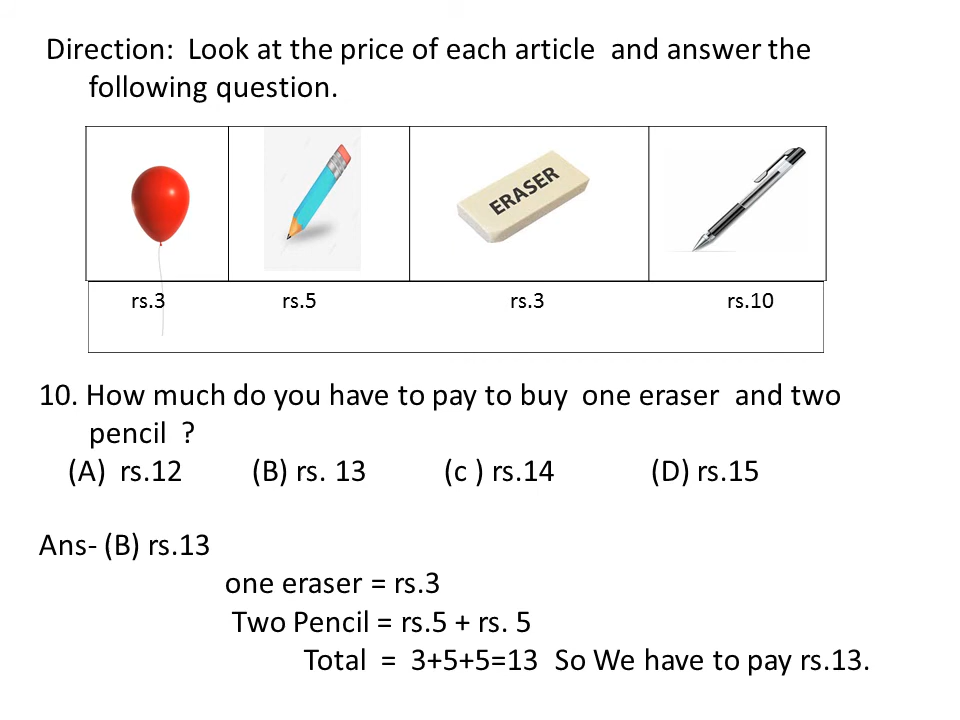 Direction:  Look at the price of each article  and answer the
following question.
ERASER
rs.3 rs.5 rs.3 rs.10
10. How much do you have to pay to buy  one eraser  and two
pencil  ?
(A)  rs.12 (B) rs. 13 (c ) rs.14 (D) rs.15
Ans- (B) rs.13
one eraser = rs.3
Two Pencil = rs.5 + rs. 5
Total  =  3+5+5=13  So We have to pay rs.13.